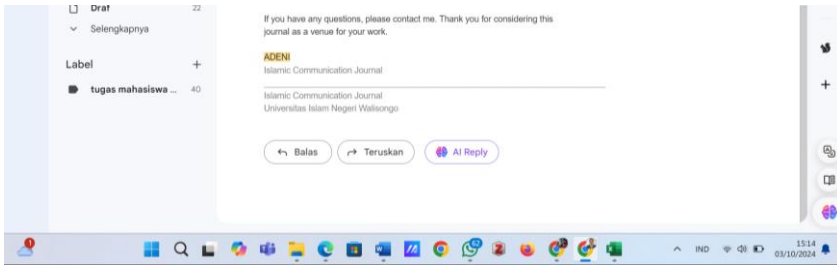 Draf 22
Selengkapnya
Label +
tugas mahasiswa ... 40
If you have any questions, please contact me. Thank you for considering this
journal as a venue for your work.
ADENI
Islamic Communication Journal
Islamic Communication Journal
Universitas Islam Negeri Walisongo
Balas
Teruskan
AI Reply
IND
15:14
03/10/2024